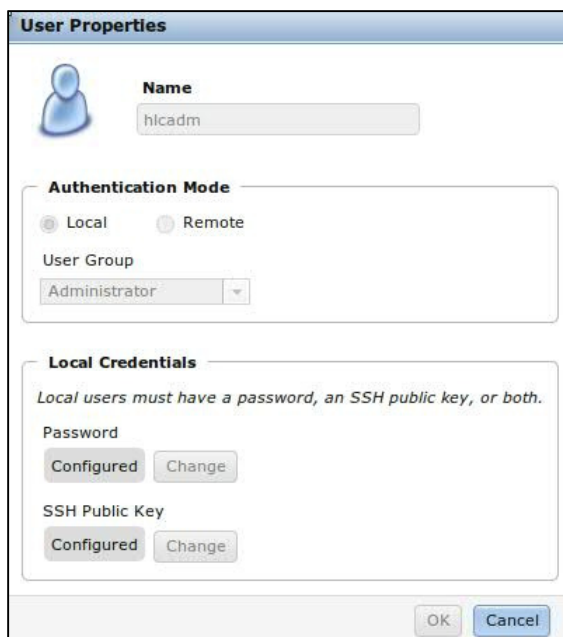 User Properties
Name
hlcadm
Authentication Mode
Local Remote
User Group
Administrator
Local Credentials
Local users must have a password, an SSH public key, or both.
Password
Configured Change
SSH Public Key
Configured Change
OK Cancel